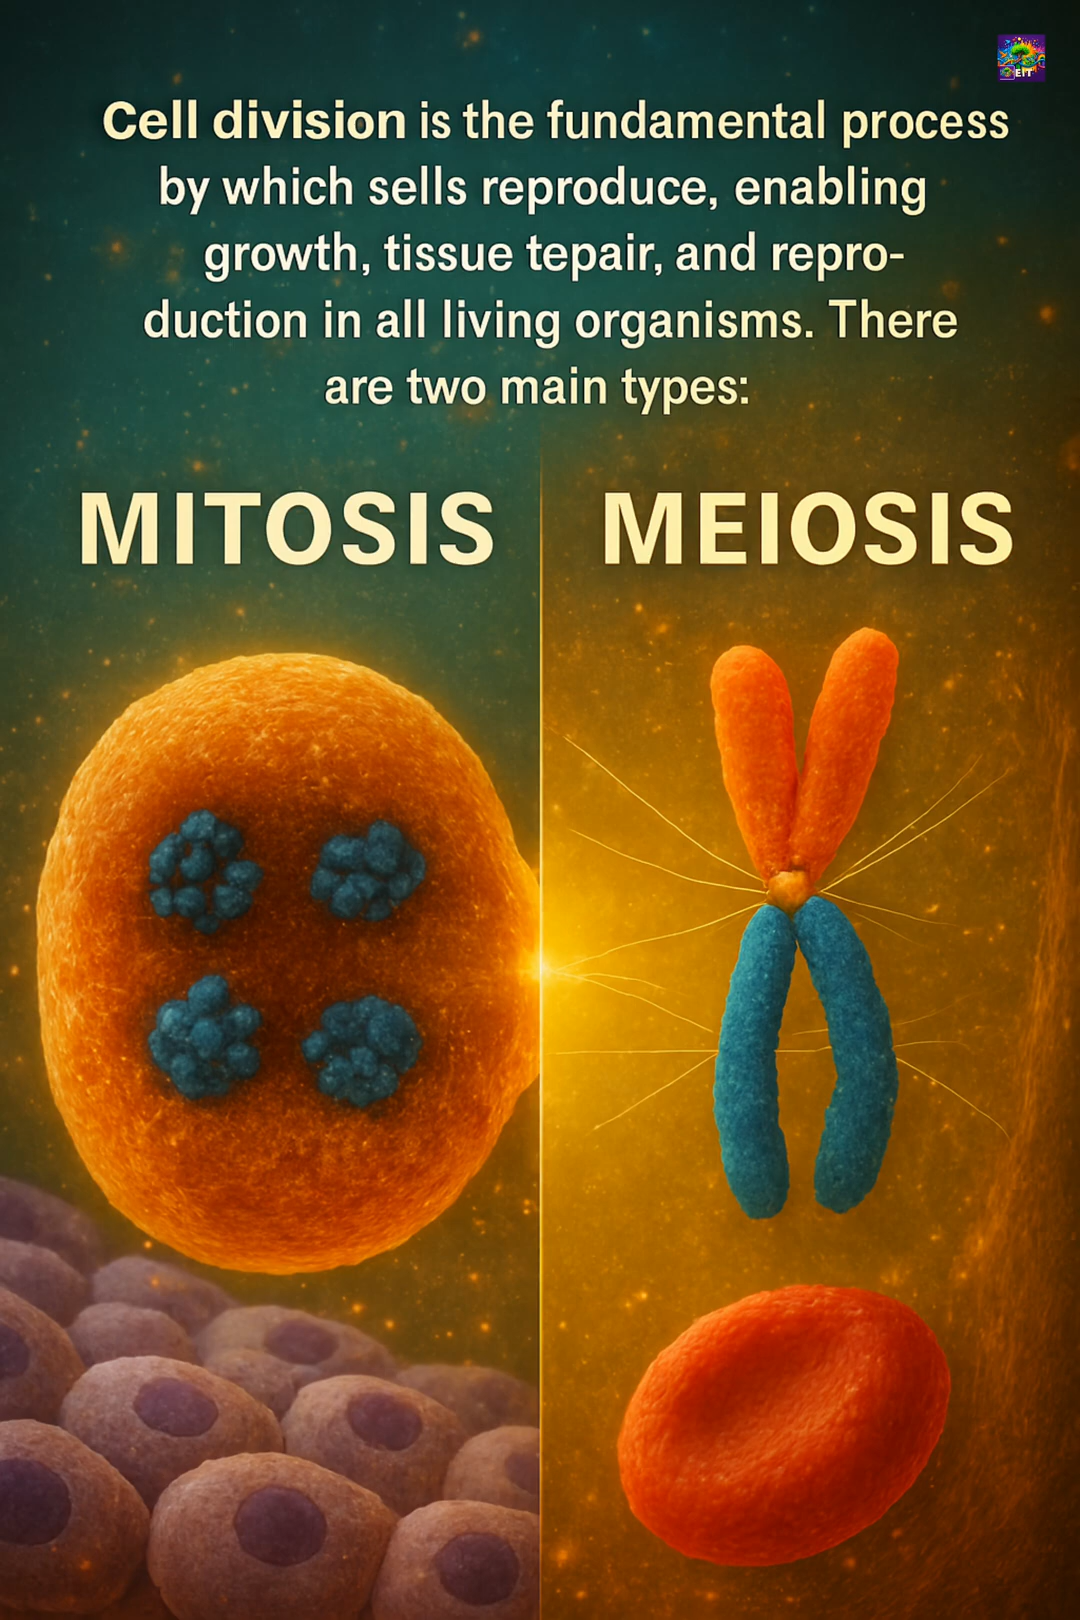 EIT
Cell division is the fundamental process
by which sells reproduce, enabling
growth, tissue tepair, and repro-
duction in all living organisms. There
are two main types:
MITOSIS
MEIOSIS